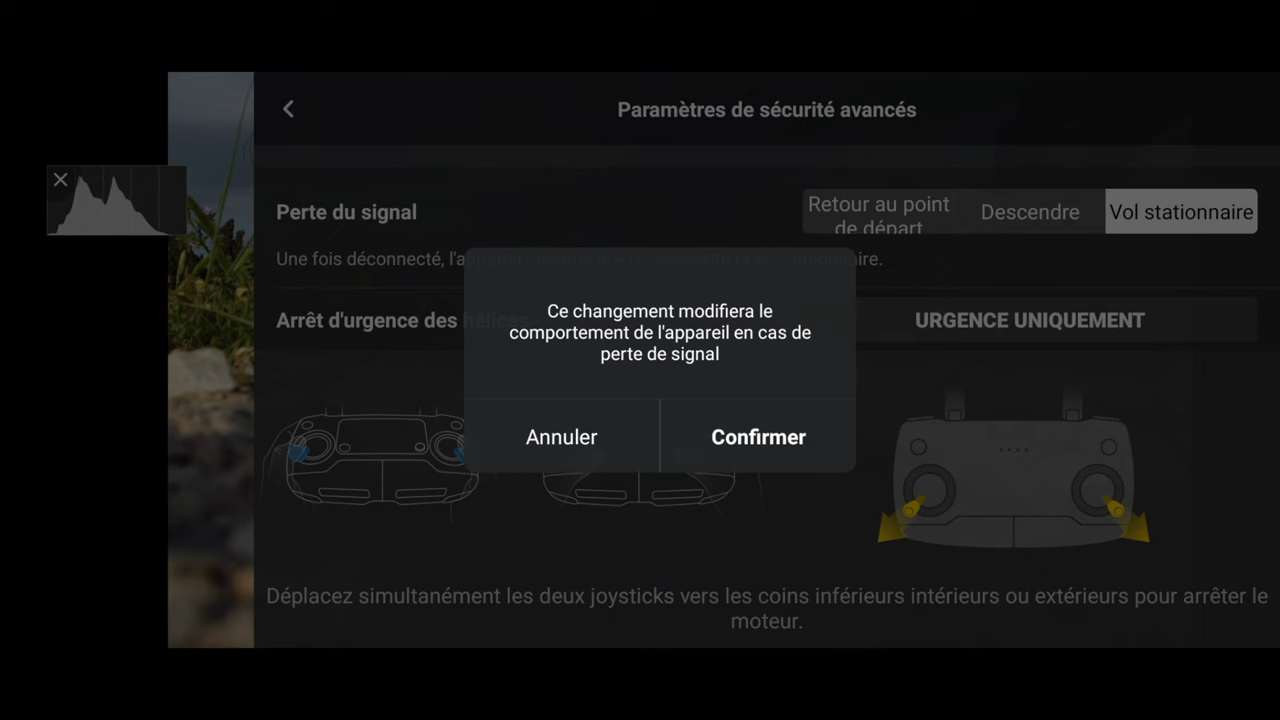 Paramètres de sécurité avancés
Perte du signal
Retour au point
de départ
Descendre
Vol stationnaire
Une fois déconnecté, l'a
ire.
Arrêt d'urgence des hélices
URGENCE UNIQUEMENT
Ce changement modifiera le
comportement de l'appareil en cas de
perte de signal
Annuler
Confirmer
Déplacez simultanément les deux joysticks vers les coins inférieurs intérieurs ou extérieurs pour arrêter le
moteur.